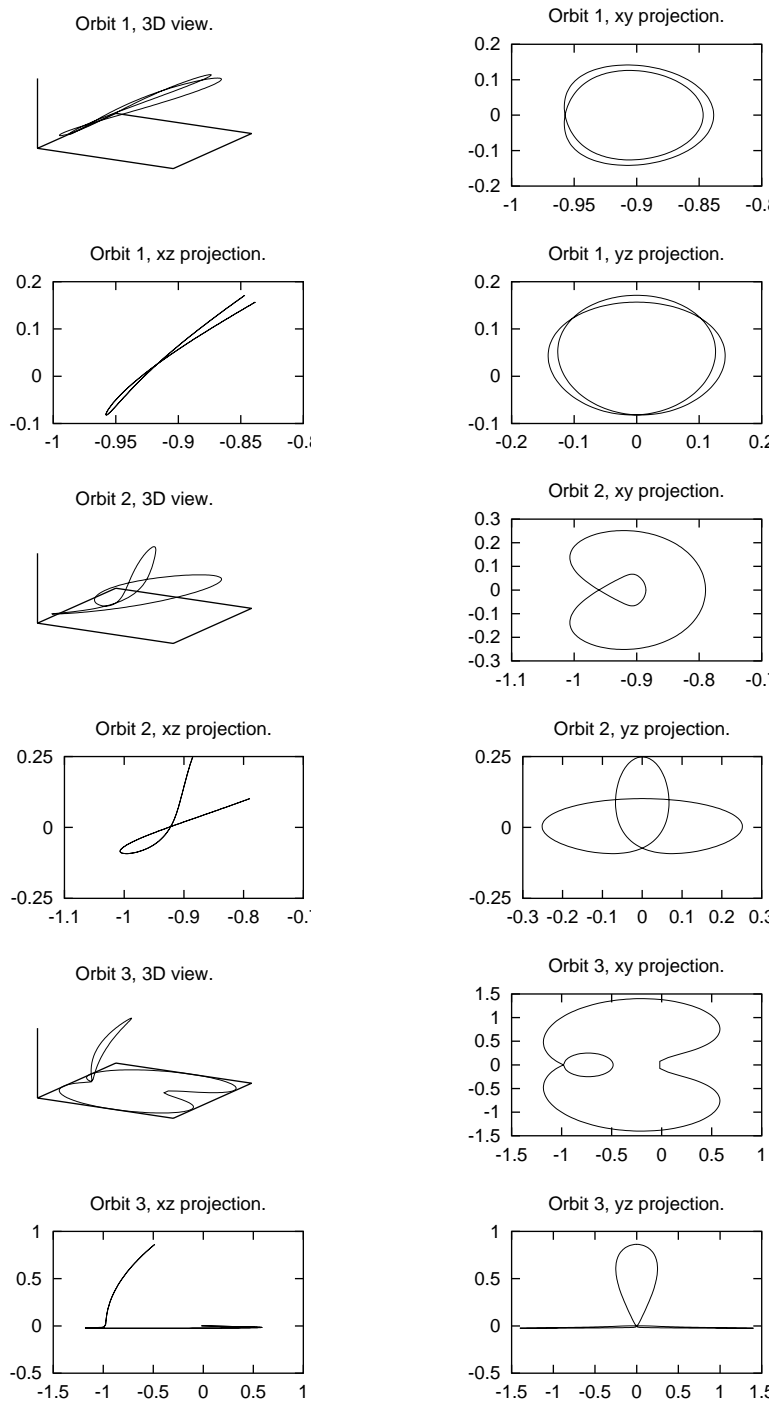 Orbit 1, 3D view.
Orbit 1, xy projection.
0.2
0.1
0
-0.1
-0.2
-1 -0.95 -0.9 -0.85
Orbit 1, xz projection.
0.2
0.1
0
-0.1
-1 -0.95 -0.9 -0.85
Orbit 1, yz projection.
0.2
0.1
0
-0.1
-0.2 -0.1 0 0.1 0.2
Orbit 2, 3D view.
Orbit 2, xy projection.
0.3
0.2
0.1
0
-0.1
-0.2
-0.3
-1.1 -1 -0.9 -0.8
Orbit 2, xz projection.
0.25
0
-0.25
-1.1 -1 -0.9 -0.8
Orbit 2, yz projection.
0.25
0
-0.25
-0.3 -0.2 -0.1 0 0.1 0.2 0.3
Orbit 3, 3D view.
Orbit 3, xy projection.
1.5
1
0.5
0
-0.5
-1
-1.5
-1.5 -1 -0.5 0 0.5 1
Orbit 3, xz projection.
1
0.5
0
-0.5
-1.5 -1 -0.5 0 0.5 1
Orbit 3, yz projection.
1
0.5
0
-0.5
-1.5 -1 -0.5 0 0.5 1 1.5